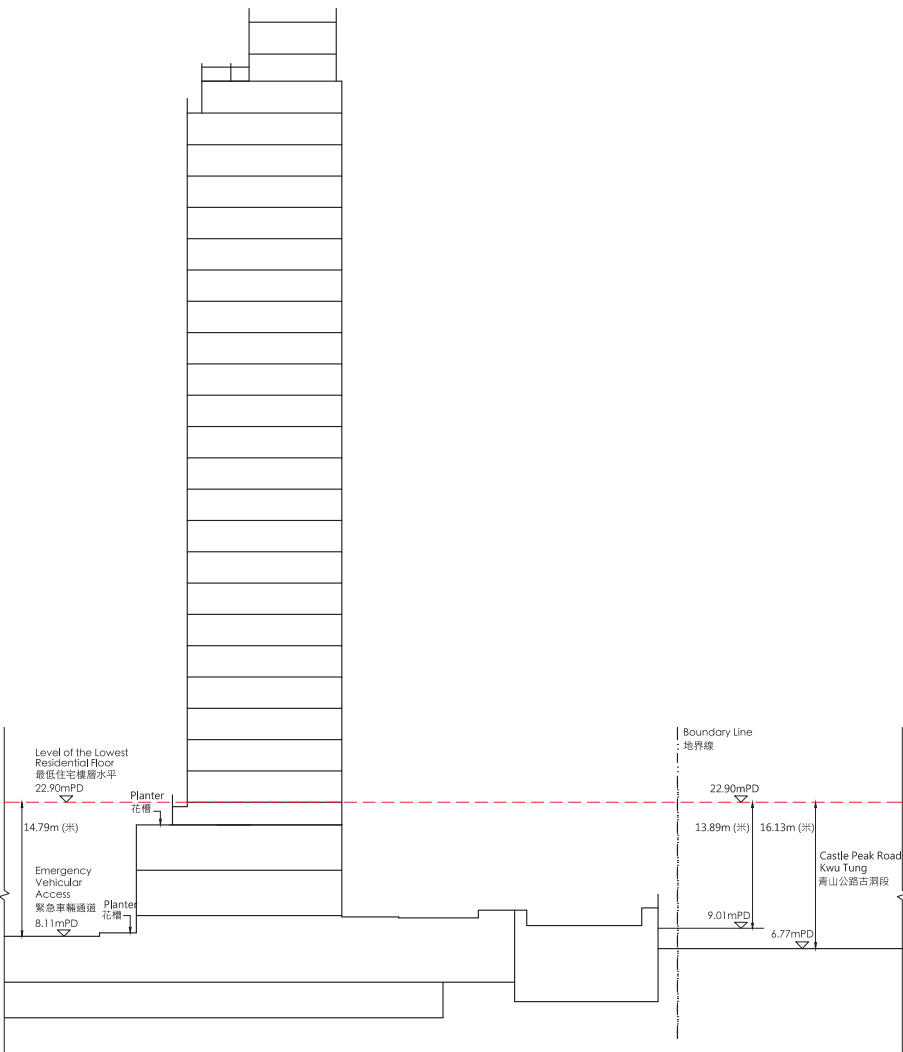 Level of the Lowest
Residential Floor
最低住宅樓層水平
22.90mPD
Planter
花槽
14.79m (米)
Emergency
Vehicular
Access
緊急車輛通道
8.11mPD
Planter
花槽
Boundary Line
地界線
22.90mPD
13.89m (米)
16.13m (米)
Castle Peak Road
Kwu Tung
青山公路古洞段
9.01mPD
6.77mPD